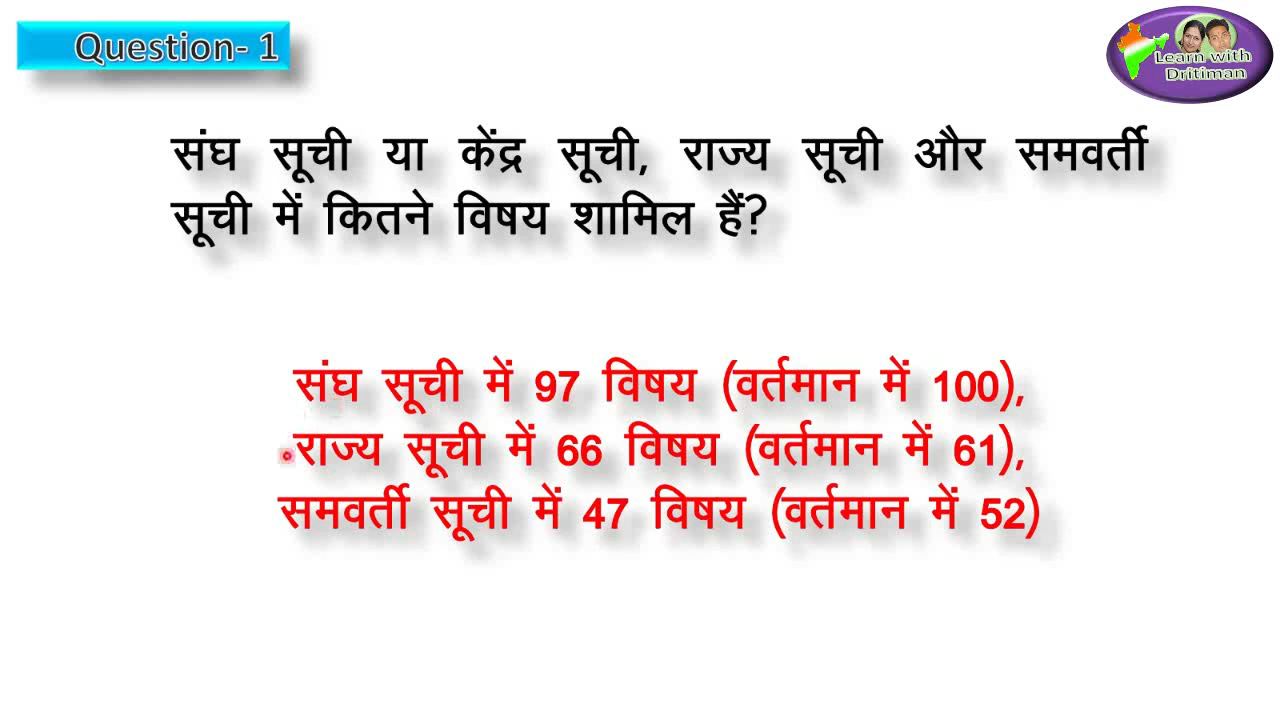 Question- 1
Learn with
Dritiman
संघ सूची या केंद्र सूची, राज्य सूची और समवर्ती
सूची में कितने विषय शामिल हैं?
संघ सूची में 97 विषय (वर्तमान में 100),
राज्य सूची में 66 विषय (वर्तमान में 61),
समवर्ती सूची में 47 विषय (वर्तमान में 52)